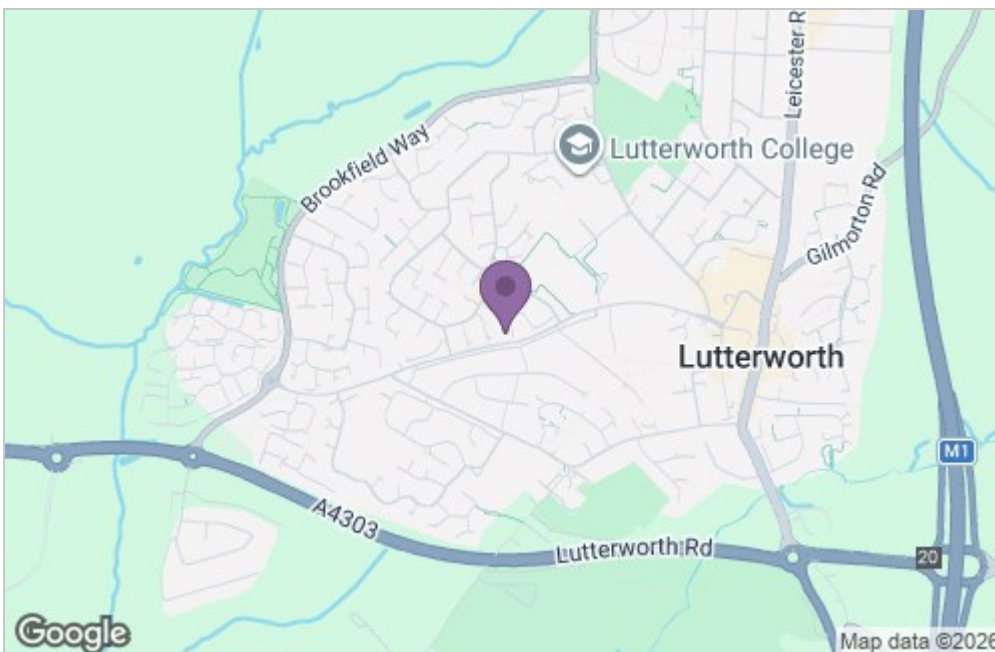 Leicester R
Brookfield Way
Lutterworth College
Gilmorton Rd
Lutterworth
M1
A4303
Lutterworth Rd
20
Google
Map data ©2026